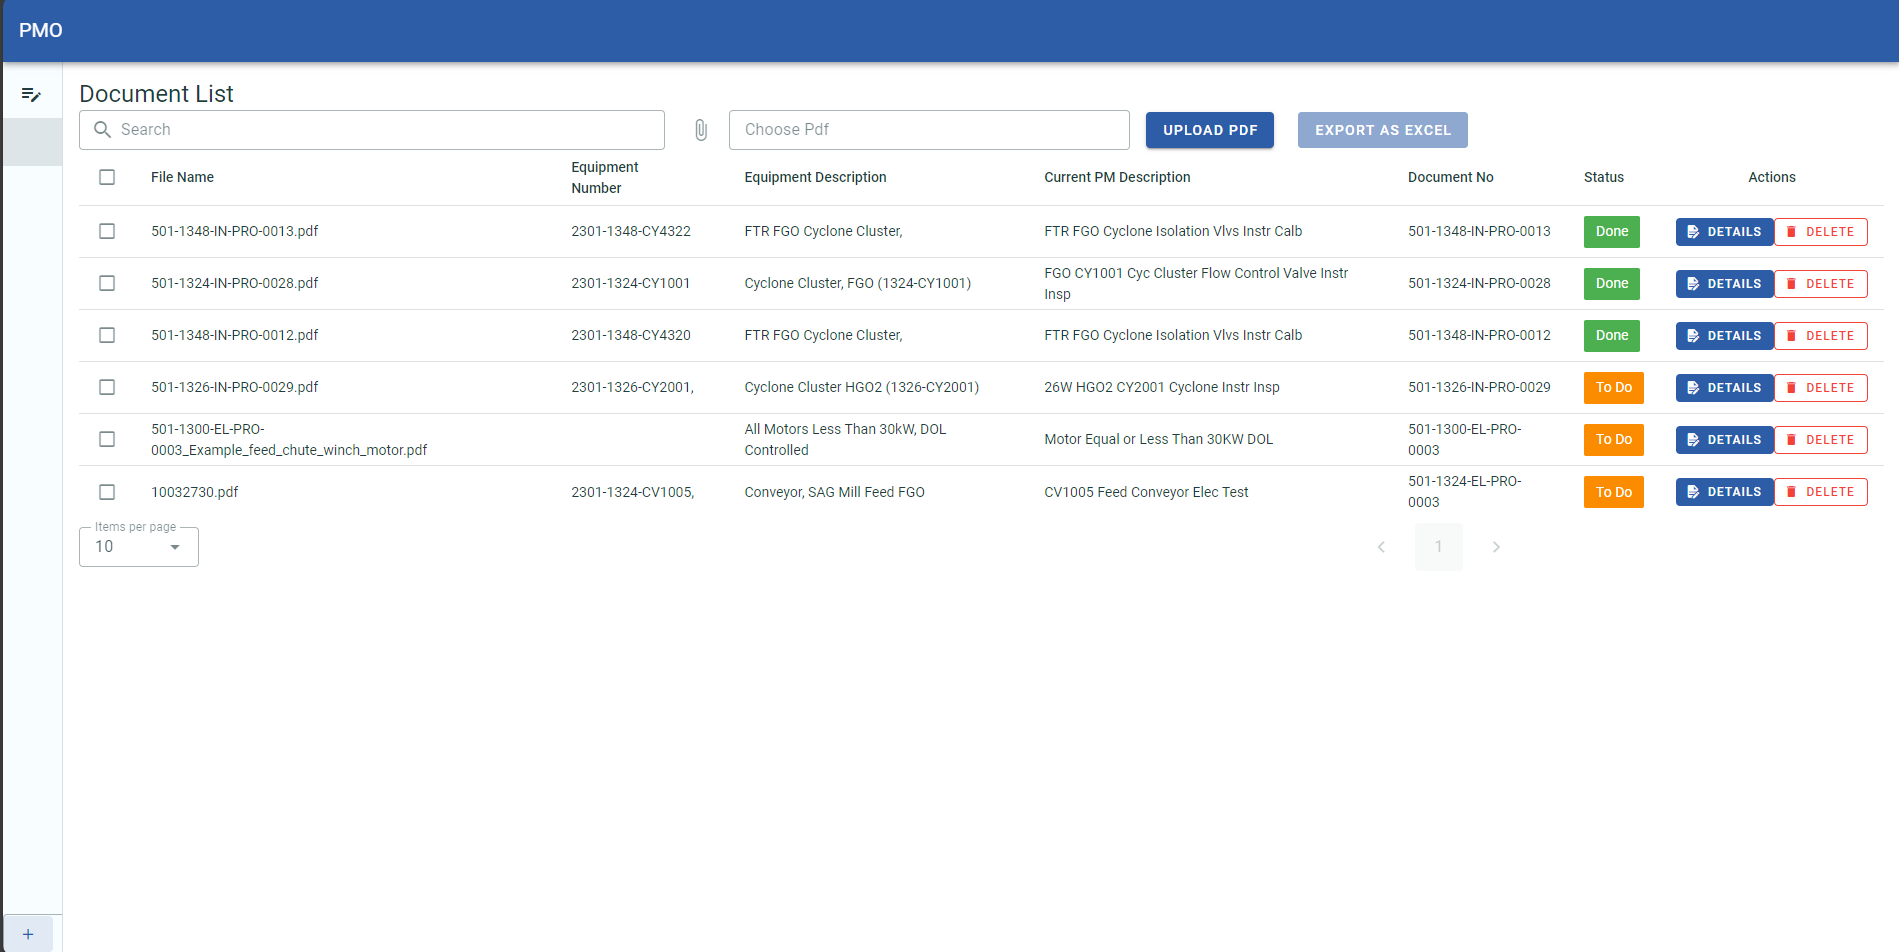 PMO
Document List
Search
Choose Pdf
UPLOAD PDF
EXPORT AS EXCEL
File Name
Equipment
Number
Equipment Description
Current PM Description
Document No
Status
Actions
501-1348-IN-PRO-0013.pdf
2301-1348-CY4322
FTR FGO Cyclone Cluster,
FTR FGO Cyclone Isolation Vlvs Instr Calb
501-1348-IN-PRO-0013
Done
DETAILS
DELETE
501-1324-IN-PRO-0028.pdf
2301-1324-CY1001
Cyclone Cluster, FGO (1324-CY1001)
FGO CY1001 Cyc Cluster Flow Control Valve Instr
Insp
501-1324-IN-PRO-0028
Done
DETAILS
DELETE
501-1348-IN-PRO-0012.pdf
2301-1348-CY4320
FTR FGO Cyclone Cluster,
FTR FGO Cyclone Isolation Vlvs Instr Calb
501-1348-IN-PRO-0012
Done
DETAILS
DELETE
501-1326-IN-PRO-0029.pdf
2301-1326-CY2001,
Cyclone Cluster HGO2 (1326-CY2001)
26W HGO2 CY2001 Cyclone Instr Insp
501-1326-IN-PRO-0029
To Do
DETAILS
DELETE
501-1300-EL-PRO-
0003_Example_feed_chute_winch_motor.pdf
All Motors Less Than 30kW, DOL
Controlled
Motor Equal or Less Than 30KW DOL
501-1300-EL-PRO-
0003
To Do
DETAILS
DELETE
10032730.pdf
2301-1324-CV1005,
Conveyor, SAG Mill Feed FGO
CV1005 Feed Conveyor Elec Test
501-1324-EL-PRO-
0003
To Do
DETAILS
DELETE
Items per page
10
1